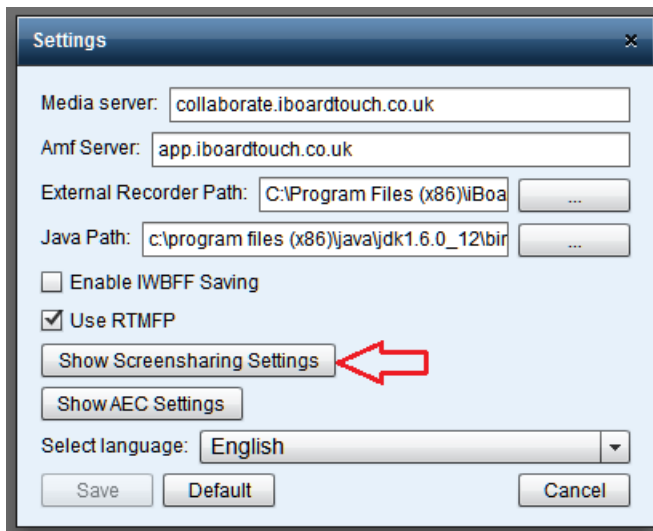 Settings
Media server: collaborate.iboardtouch.co.uk
Amf Server: app.iboardtouch.co.uk
External Recorder Path: C:\Program Files (x86)\iBoa ...
Java Path: c:\program files (x86)\java\jdk1.6.0_12\bin ...
Enable IWBFF Saving
Use RTMFP
Show Screensharing Settings
Show AEC Settings
Select language: English
Save Default Cancel